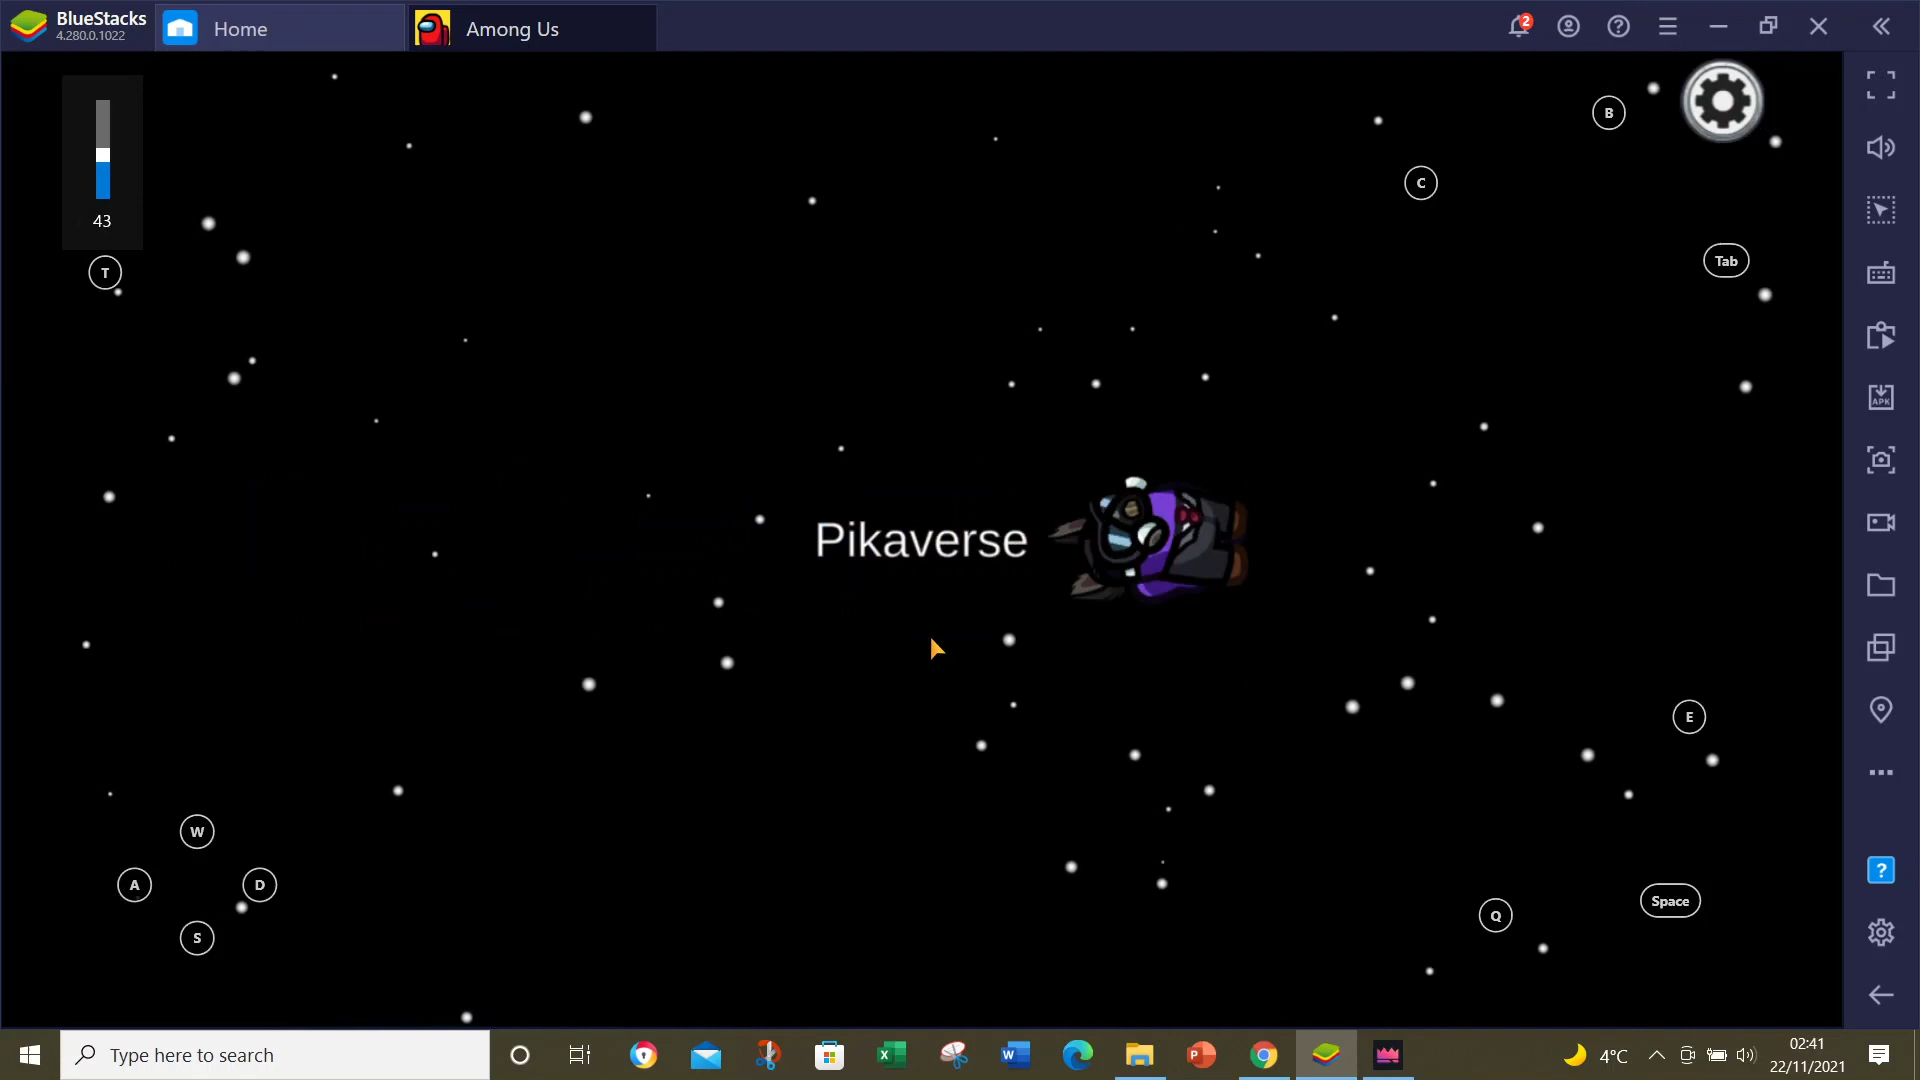 BlueStacks
4.280.0.1022
Home
Among Us
2
43
T
B
C
Tab
APK
Pikaverse
E
W
A
D
S
Q
Space
?
Type here to search
4°C
02:41
22/11/2021